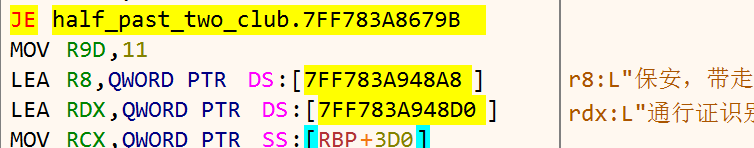 JE half_past_two_club.7FF783A8679B
MOV R9D,11
LEA R8,QWORD PTR DS:[7FF783A948A8] r8:L"保安，带走
LEA RDX,QWORD PTR DS:[7FF783A948D0] rdx:L"通行证识别
MOV RCX,QWORD PTR SS:[RBP+3D0]